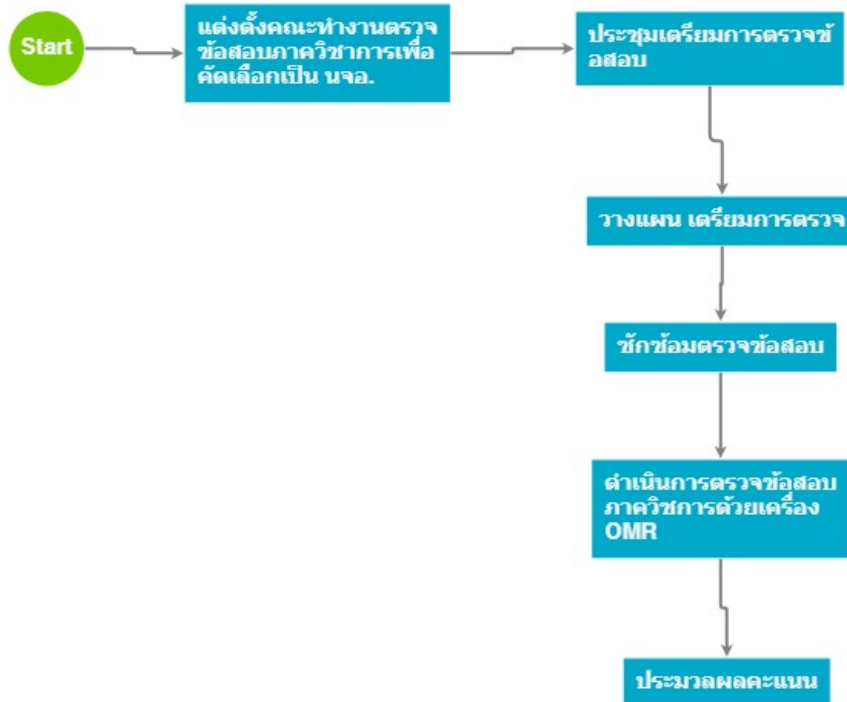 Start
แต่งตั้งคณะทำงานตรวจ
ข้อสอบภาควิชาการเพื่อ
คัดเลือกเป็น นจอ.
ประชุมเตรียมการตรวจข้
อสอบ
วางแผน เตรียมการตรวจ
ซักซ้อมตรวจข้อสอบ
ดำเนินการตรวจข้อสอบ
ภาควิชการด้วยเครื่อง
OMR
ประมวลผลคะแนน